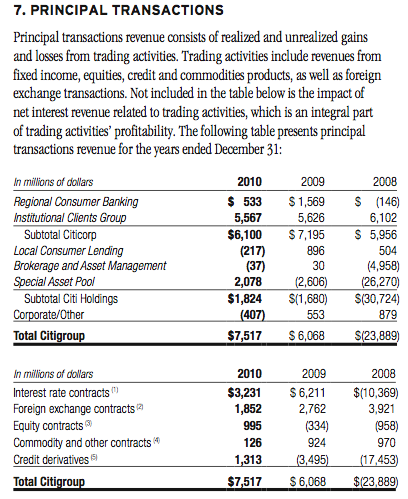 7. PRINCIPAL TRANSACTIONS
Principal transactions revenue consists of realized and unrealized gains
and losses from trading activities. Trading activities include revenues from
fixed income, equities, credit and commodities products, as well as foreign
exchange transactions. Not included in the table below is the impact of
net interest revenue related to trading activities, which is an integral part
of trading activities’ profitability. The following table presents principal
transactions revenue for the years ended December 31:
In millions of dollars 2010 2009 2008
Regional Consumer Banking $ 533 $ 1,569 $ (146)
Institutional Clients Group 5,567 5,626 6,102
Subtotal Citicorp $6,100 $ 7,195 $ 5,956
Local Consumer Lending (217) 896 504
Brokerage and Asset Management (37) 30 (4,958)
Special Asset Pool 2,078 (2,606) (26,270)
Subtotal Citi Holdings $1,824 $(1,680) $(30,724)
Corporate/Other (407) 553 879
Total Citigroup $7,517 $ 6,068 $(23,889)
In millions of dollars 2010 2009 2008
Interest rate contracts (1) $3,231 $ 6,211 $(10,369)
Foreign exchange contracts (2) 1,852 2,762 3,921
Equity contracts (3) 995 (334) (958)
Commodity and other contracts (4) 126 924 970
Credit derivatives (5) 1,313 (3,495) (17,453)
Total Citigroup $7,517 $ 6,068 $(23,889)